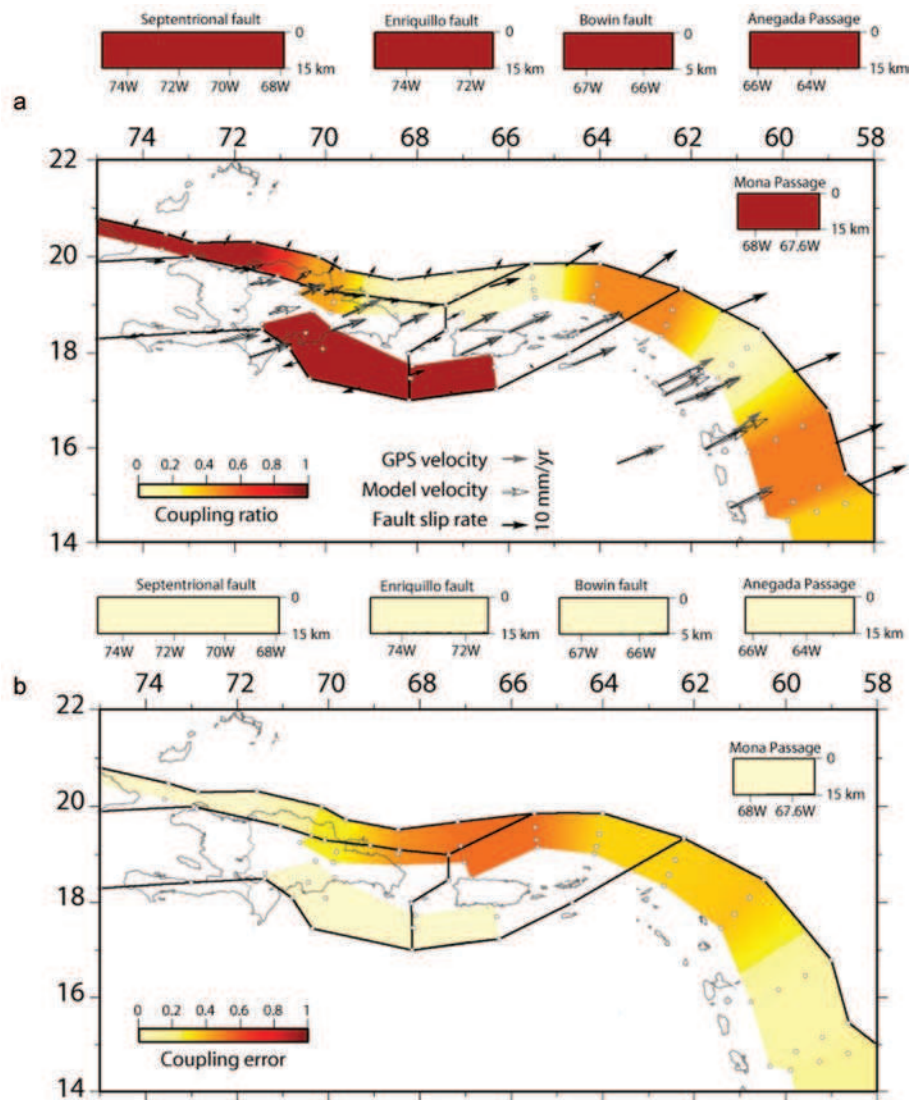 Septentrional fault
Enriquillo fault
Bowin fault
Anegada Passage
0
0
0
0
15 km
15 km
5 km
15 km
74W 72W 70W 68W
74W 72W
67W 66W
66W 64W
a
74 72 70 68 66 64 62 60 58
22
20
18
16
14
Mona Passage
0
15 km
68W 67.6W
0 0.2 0.4 0.6 0.8 1
Coupling ratio
GPS velocity
Model velocity
Fault slip rate
10 mm/yr
Septentrional fault
Enriquillo fault
Bowin fault
Anegada Passage
0
0
0
0
15 km
15 km
5 km
15 km
74W 72W 70W 68W
74W 72W
67W 66W
66W 64W
b
74 72 70 68 66 64 62 60 58
22
20
18
16
14
Mona Passage
0
15 km
68W 67.6W
0 0.2 0.4 0.6 0.8 1
Coupling error